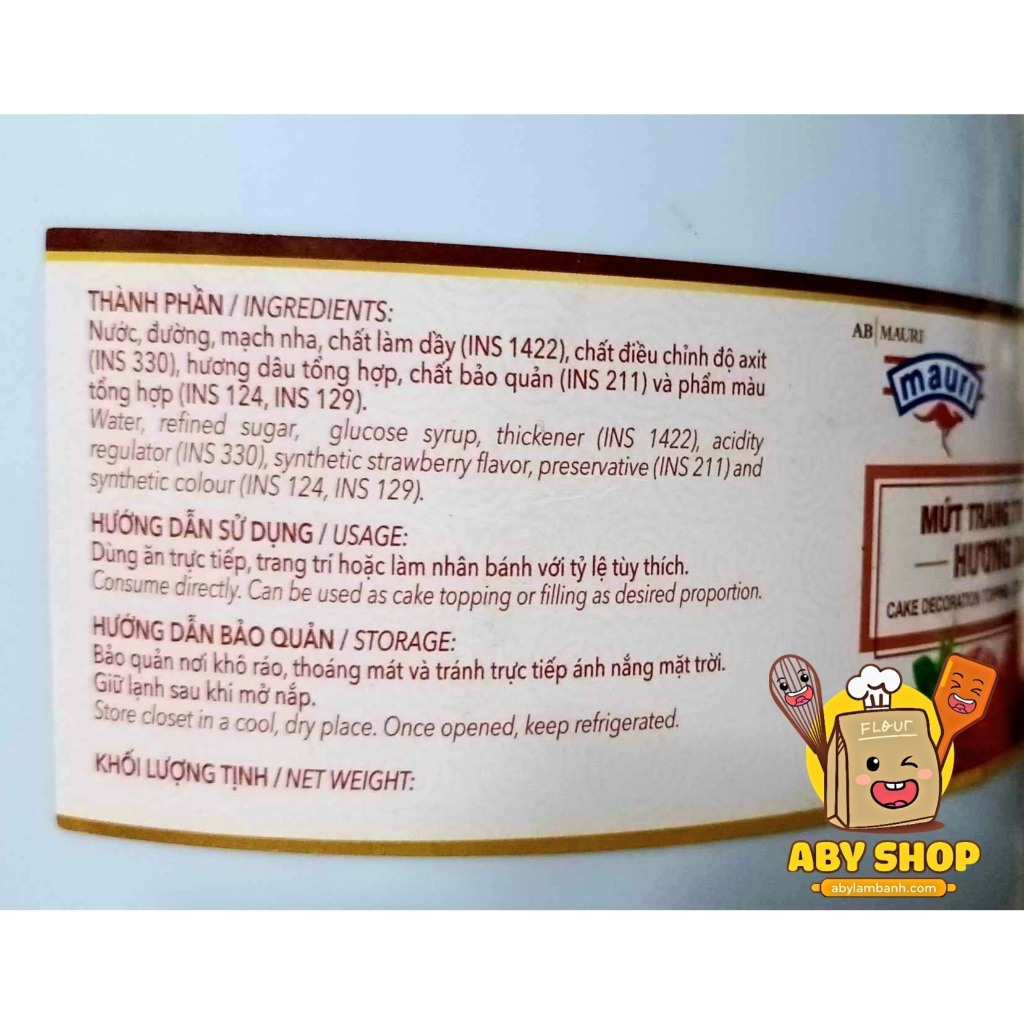 THÀNH PHẦN / INGREDIENTS:
Nước, đường, mạch nha, chất làm dầy (INS 1422), chất điều chỉnh độ axit
(INS 330), hương dâu tổng hợp, chất bảo quản (INS 211) và phẩm màu
tổng hợp (INS 124, INS 129).
Water, refined sugar, glucose syrup, thickener (INS 1422), acidity
regulator (INS 330), synthetic strawberry flavor, preservative (INS 211) and
synthetic colour (INS 124, INS 129).
HƯỚNG DẪN SỬ DỤNG / USAGE:
Dùng ăn trực tiếp, trang trí hoặc làm nhân bánh với tỷ lệ tùy thích.
Consume directly. Can be used as cake topping or filling as desired proportion.
HƯỚNG DẪN BẢO QUẢN / STORAGE:
Bảo quản nơi khô ráo, thoáng mát và tránh trực tiếp ánh nắng mặt trời.
Giữ lạnh sau khi mở nắp.
Store closet in a cool, dry place. Once opened, keep refrigerated.
KHỐI LƯỢNG TỊNH / NET WEIGHT:
AB MAURI
mauri
MỨT TRANG
HƯƠNG
CAKE DECORATION TOPPING
FLOUR
ABY SHOP
abylambanh.com